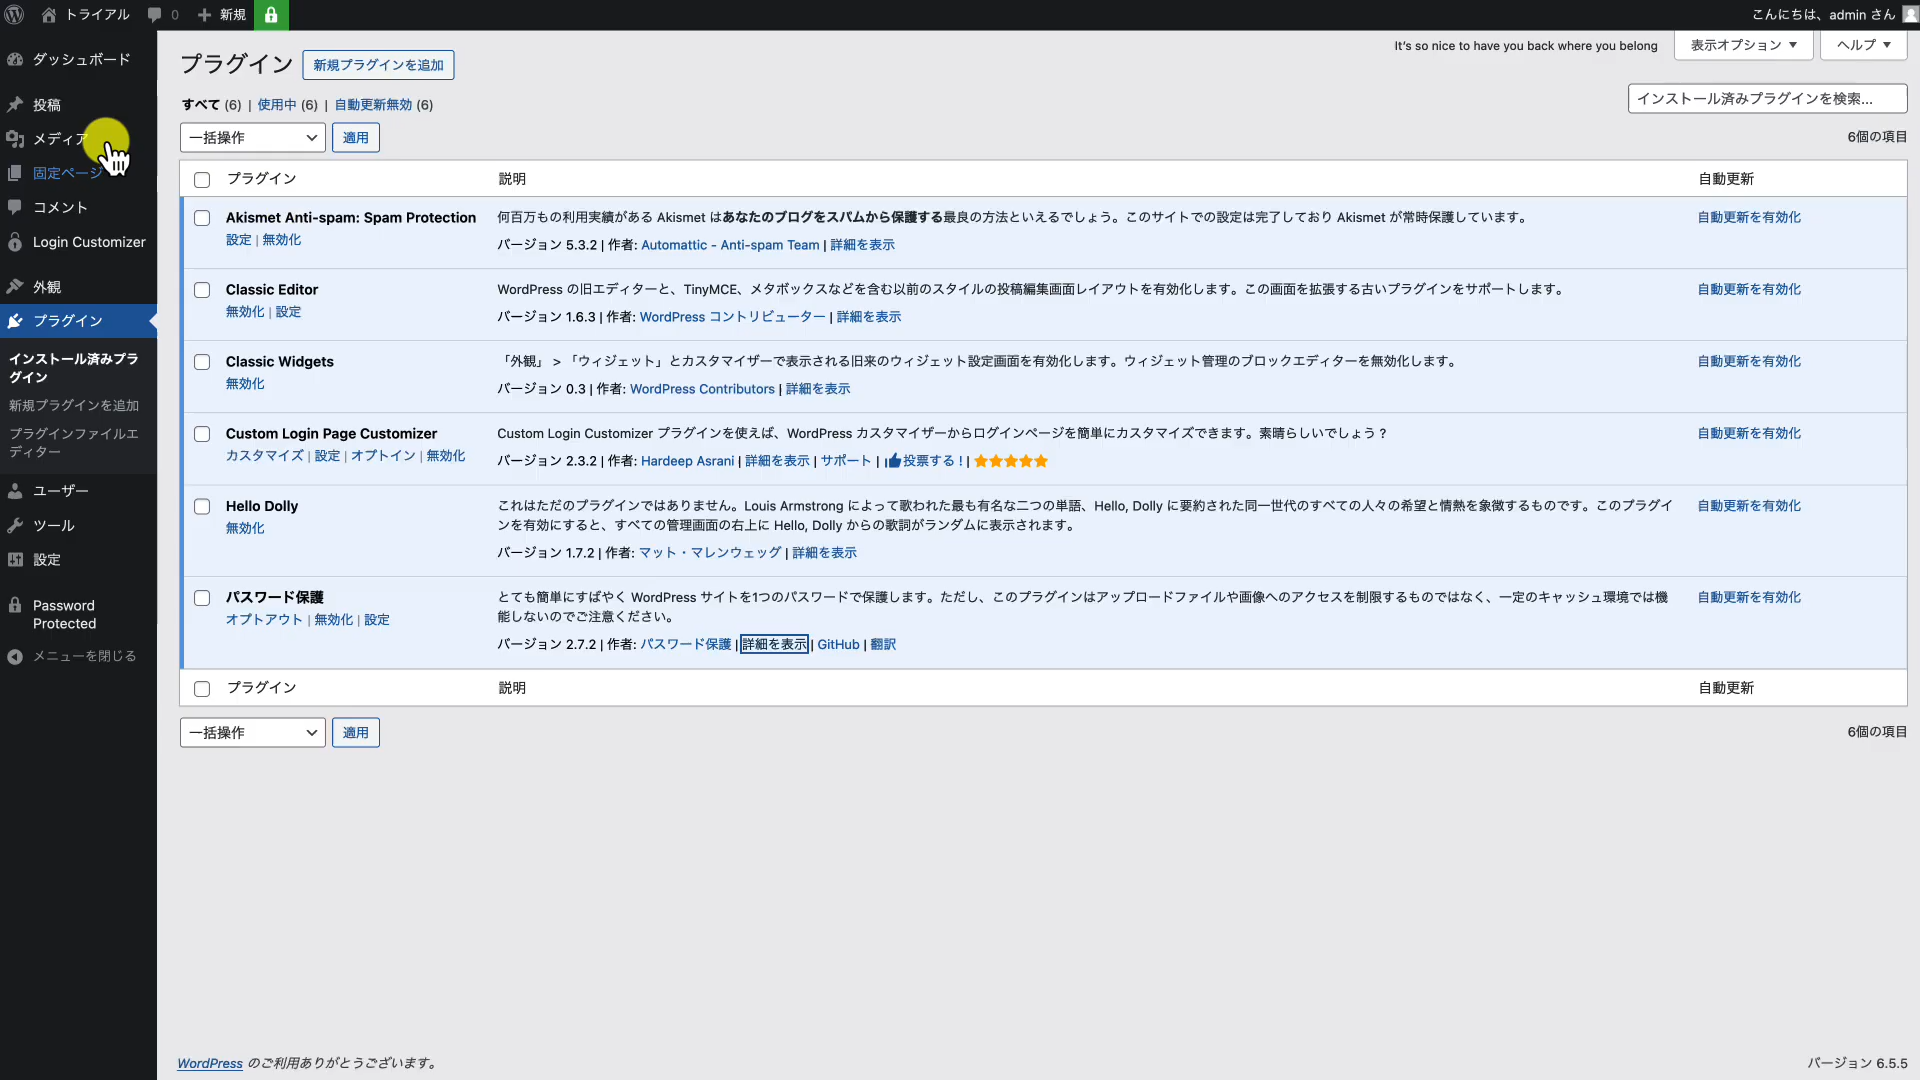 トライアル 0 新規 こんにちは、admin さん
ダッシュボード
投稿
メディア
固定ページ
コメント
Login Customizer
外観
プラグイン
インストール済みプラ
グイン
新規プラグインを追加
プラグインファイルエ
ディター
ユーザー
ツール
設定
Password
Protected
メニューを閉じる
It's so nice to have you back where you belong
表示オプション ▼
ヘルプ ▼
プラグイン 新規プラグインを追加
すべて (6) | 使用中 (6) | 自動更新無効 (6)
インストール済みプラグインを検索...
一括操作 適用
6個の項目
プラグイン 説明 自動更新
Akismet Anti-spam: Spam Protection
設定 | 無効化
何百万もの利用実績がある Akismet はあなたのブログをスパムから保護する最良の方法といえるでしょう。このサイトでの設定は完了しており Akismet が常時保護しています。
バージョン 5.3.2 | 作者: Automattic - Anti-spam Team | 詳細を表示
自動更新を有効化
Classic Editor
無効化 | 設定
WordPress の旧エディターと、TinyMCE、メタボックスなどを含む以前のスタイルの投稿編集画面レイアウトを有効化します。この画面を拡張する古いプラグインをサポートします。
バージョン 1.6.3 | 作者: WordPress コントリビューター | 詳細を表示
自動更新を有効化
Classic Widgets
無効化
「外観」 > 「ウィジェット」とカスタマイザーで表示される旧来のウィジェット設定画面を有効化します。ウィジェット管理のブロックエディターを無効化します。
バージョン 0.3 | 作者: WordPress Contributors | 詳細を表示
自動更新を有効化
Custom Login Page Customizer
カスタマイズ | 設定 | オプトイン | 無効化
Custom Login Customizer プラグインを使えば、WordPress カスタマイザーからログインページを簡単にカスタマイズできます。素晴らしいでしょう ?
バージョン 2.3.2 | 作者: Hardeep Asrani | 詳細を表示 | サポート | 投票する ! |
自動更新を有効化
Hello Dolly
無効化
これはただのプラグインではありません。Louis Armstrong によって歌われた最も有名な二つの単語、Hello, Dolly に要約された同一世代のすべての人々の希望と情熱を象徴するものです。このプラグイ
ンを有効にすると、すべての管理画面の右上に Hello, Dolly からの歌詞がランダムに表示されます。
バージョン 1.7.2 | 作者: マット・マレンウェッグ | 詳細を表示
自動更新を有効化
パスワード保護
オプトアウト | 無効化 | 設定
とても簡単にすばやく WordPress サイトを1つのパスワードで保護します。ただし、このプラグインはアップロードファイルや画像へのアクセスを制限するものではなく、一定のキャッシュ環境では機
能しないのでご注意ください。
バージョン 2.7.2 | 作者: パスワード保護 | 詳細を表示 | GitHub | 翻訳
自動更新を有効化
プラグイン 説明 自動更新
一括操作 適用
6個の項目
WordPress のご利用ありがとうございます。
バージョン 6.5.5